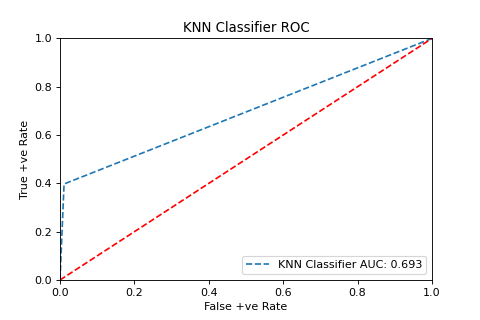 KNN Classifier ROC
True +ve Rate
1.0
0.8
0.6
0.4
0.2
0.0
0.0 0.2 0.4 0.6 0.8 1.0
False +ve Rate
KNN Classifier AUC: 0.693